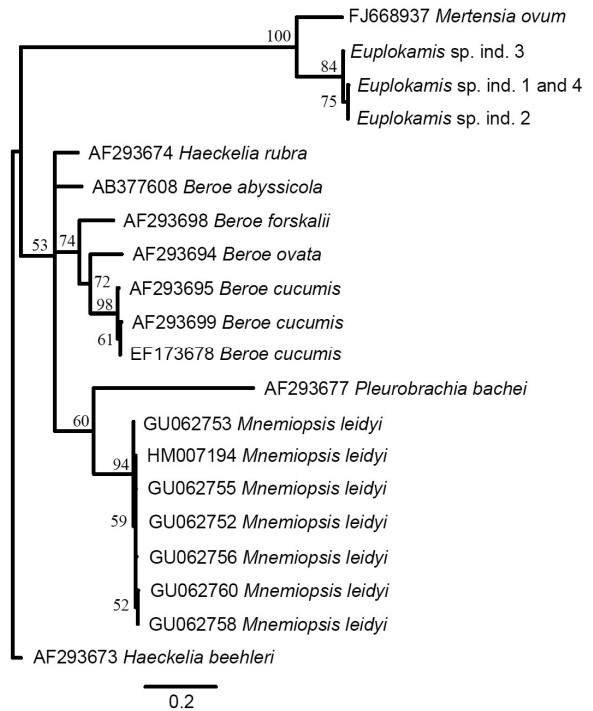 FJ668937 Mertensia ovum
100
Euplokamis sp. ind. 3
84
Euplokamis sp. ind. 1 and 4
75
Euplokamis sp. ind. 2
AF293674 Haeckelia rubra
AB377608 Beroe abyssicola
AF293698 Beroe forskalii
53
74
AF293694 Beroe ovata
72
AF293695 Beroe cucumis
98
AF293699 Beroe cucumis
61
EF173678 Beroe cucumis
AF293677 Pleurobrachia bachei
60
GU062753 Mnemiopsis leidyi
HM007194 Mnemiopsis leidyi
94
GU062755 Mnemiopsis leidyi
59
GU062752 Mnemiopsis leidyi
GU062756 Mnemiopsis leidyi
GU062760 Mnemiopsis leidyi
52
GU062758 Mnemiopsis leidyi
AF293673 Haeckelia beehleri
0.2